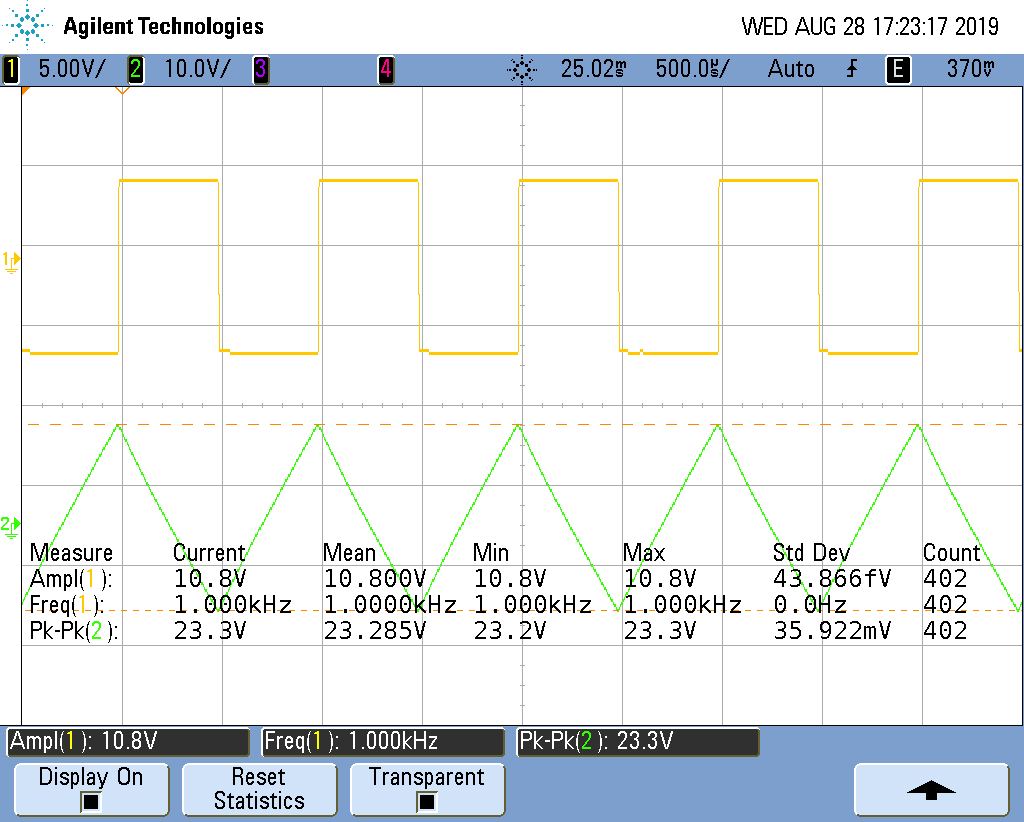 Agilent Technologies WED AUG 28 17:23:17 2019
1 5.00V/ 2 10.0V/ 3 4 25.02ms 500.0µs/ Auto E 370mV
1
2
Measure Current Mean Min Max Std Dev Count
Ampl(1): 10.8V 10.800V 10.8V 10.8V 43.866fV 402
Freq(1): 1.000kHz 1.0000kHz 1.000kHz 1.000kHz 0.0Hz 402
Pk-Pk(2): 23.3V 23.285V 23.2V 23.3V 35.922mV 402
Ampl(1): 10.8V Freq(1): 1.000kHz Pk-Pk(2): 23.3V
Display On Reset Statistics Transparent